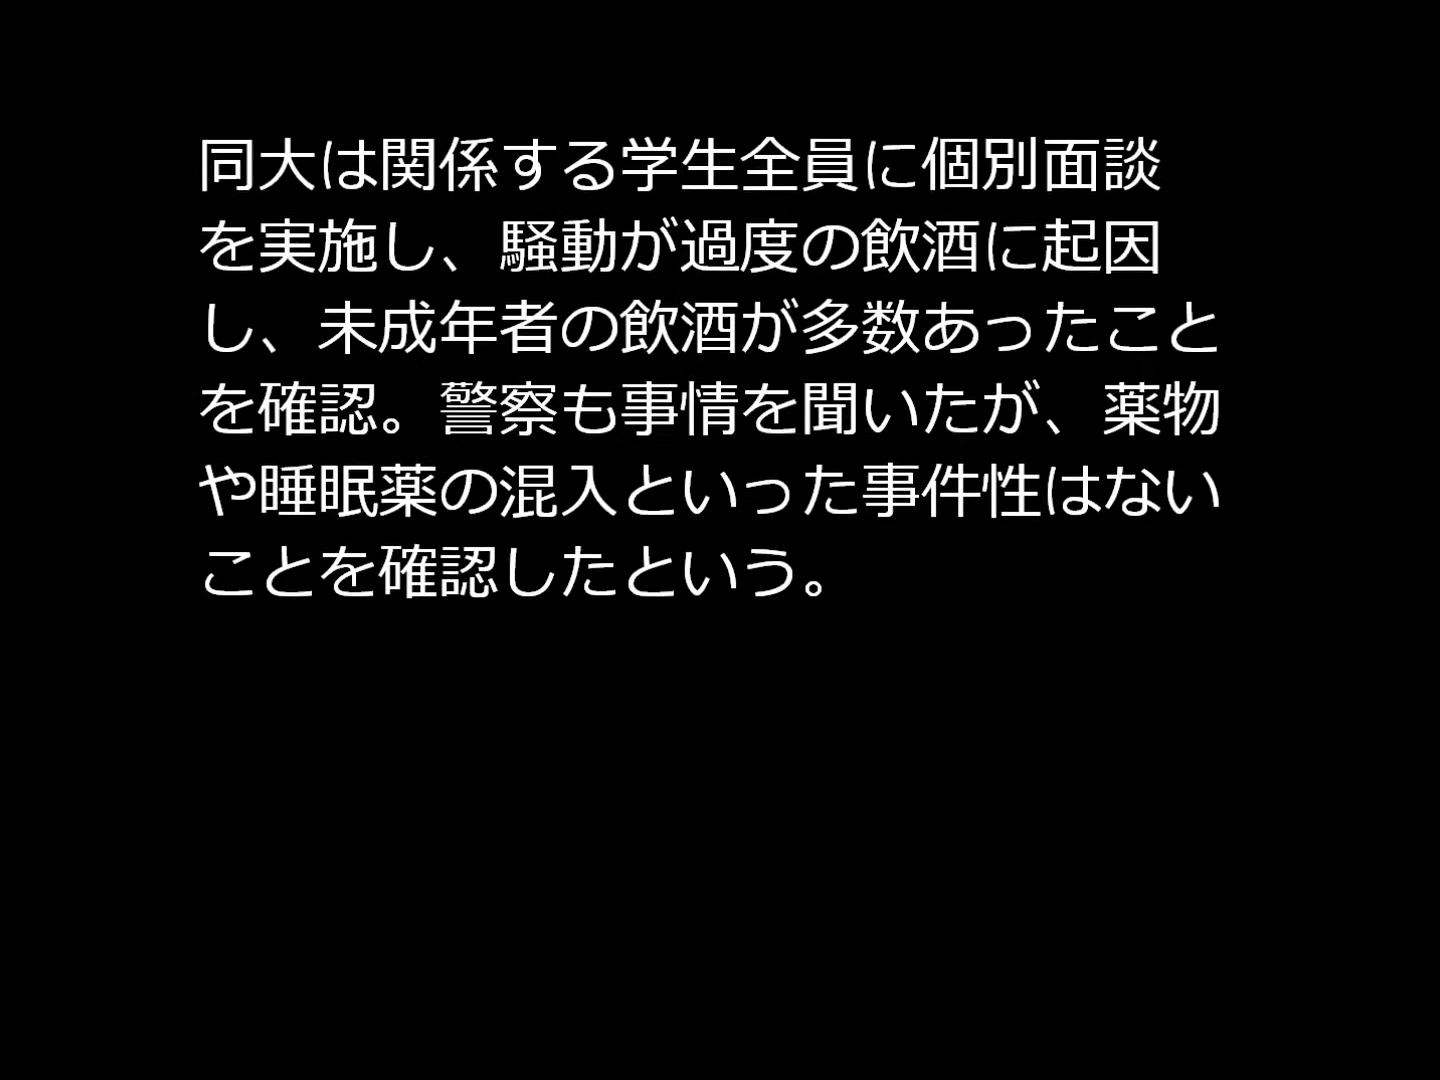 同大は関係する学生全員に個別面談
を実施し、騒動が過度の飲酒に起因
し、未成年者の飲酒が多数あったこと
を確認。警察も事情を聞いたが、薬物
や睡眠薬の混入といった事件性はない
ことを確認したという。